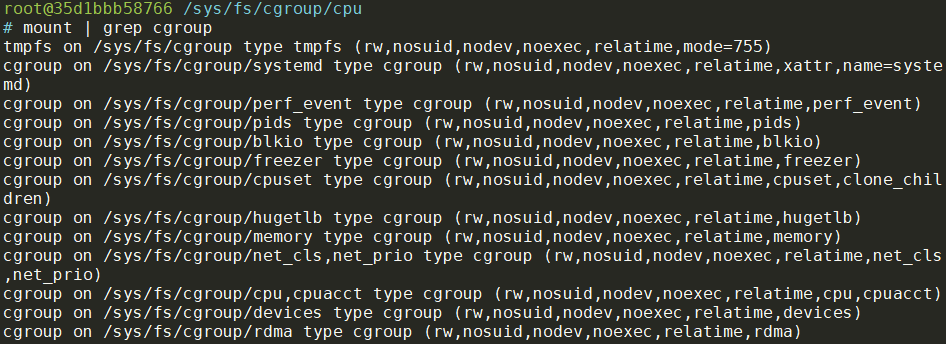 root@35d1bbb58766 /sys/fs/cgroup/cpu
# mount | grep cgroup
tmpfs on /sys/fs/cgroup type tmpfs (rw,nosuid,nodev,noexec,relatime,mode=755)
cgroup on /sys/fs/cgroup/systemd type cgroup (rw,nosuid,nodev,noexec,relatime,xattr,name=syste
md)
cgroup on /sys/fs/cgroup/perf_event type cgroup (rw,nosuid,nodev,noexec,relatime,perf_event)
cgroup on /sys/fs/cgroup/pids type cgroup (rw,nosuid,nodev,noexec,relatime,pids)
cgroup on /sys/fs/cgroup/blkio type cgroup (rw,nosuid,nodev,noexec,relatime,blkio)
cgroup on /sys/fs/cgroup/freezer type cgroup (rw,nosuid,nodev,noexec,relatime,freezer)
cgroup on /sys/fs/cgroup/cpuset type cgroup (rw,nosuid,nodev,noexec,relatime,cpuset,clone_chil
dren)
cgroup on /sys/fs/cgroup/hugetlb type cgroup (rw,nosuid,nodev,noexec,relatime,hugetlb)
cgroup on /sys/fs/cgroup/memory type cgroup (rw,nosuid,nodev,noexec,relatime,memory)
cgroup on /sys/fs/cgroup/net_cls,net_prio type cgroup (rw,nosuid,nodev,noexec,relatime,net_cls
,net_prio)
cgroup on /sys/fs/cgroup/cpu,cpuacct type cgroup (rw,nosuid,nodev,noexec,relatime,cpu,cpuacct)
cgroup on /sys/fs/cgroup/devices type cgroup (rw,nosuid,nodev,noexec,relatime,devices)
cgroup on /sys/fs/cgroup/rdma type cgroup (rw,nosuid,nodev,noexec,relatime,rdma)